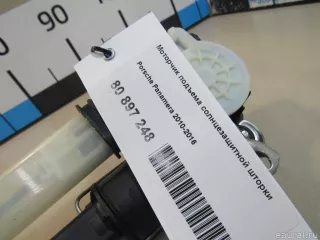 90
Моторчик подъема солнцезащитной шторки
Porsche Panamera 2010-2016
80 897 248